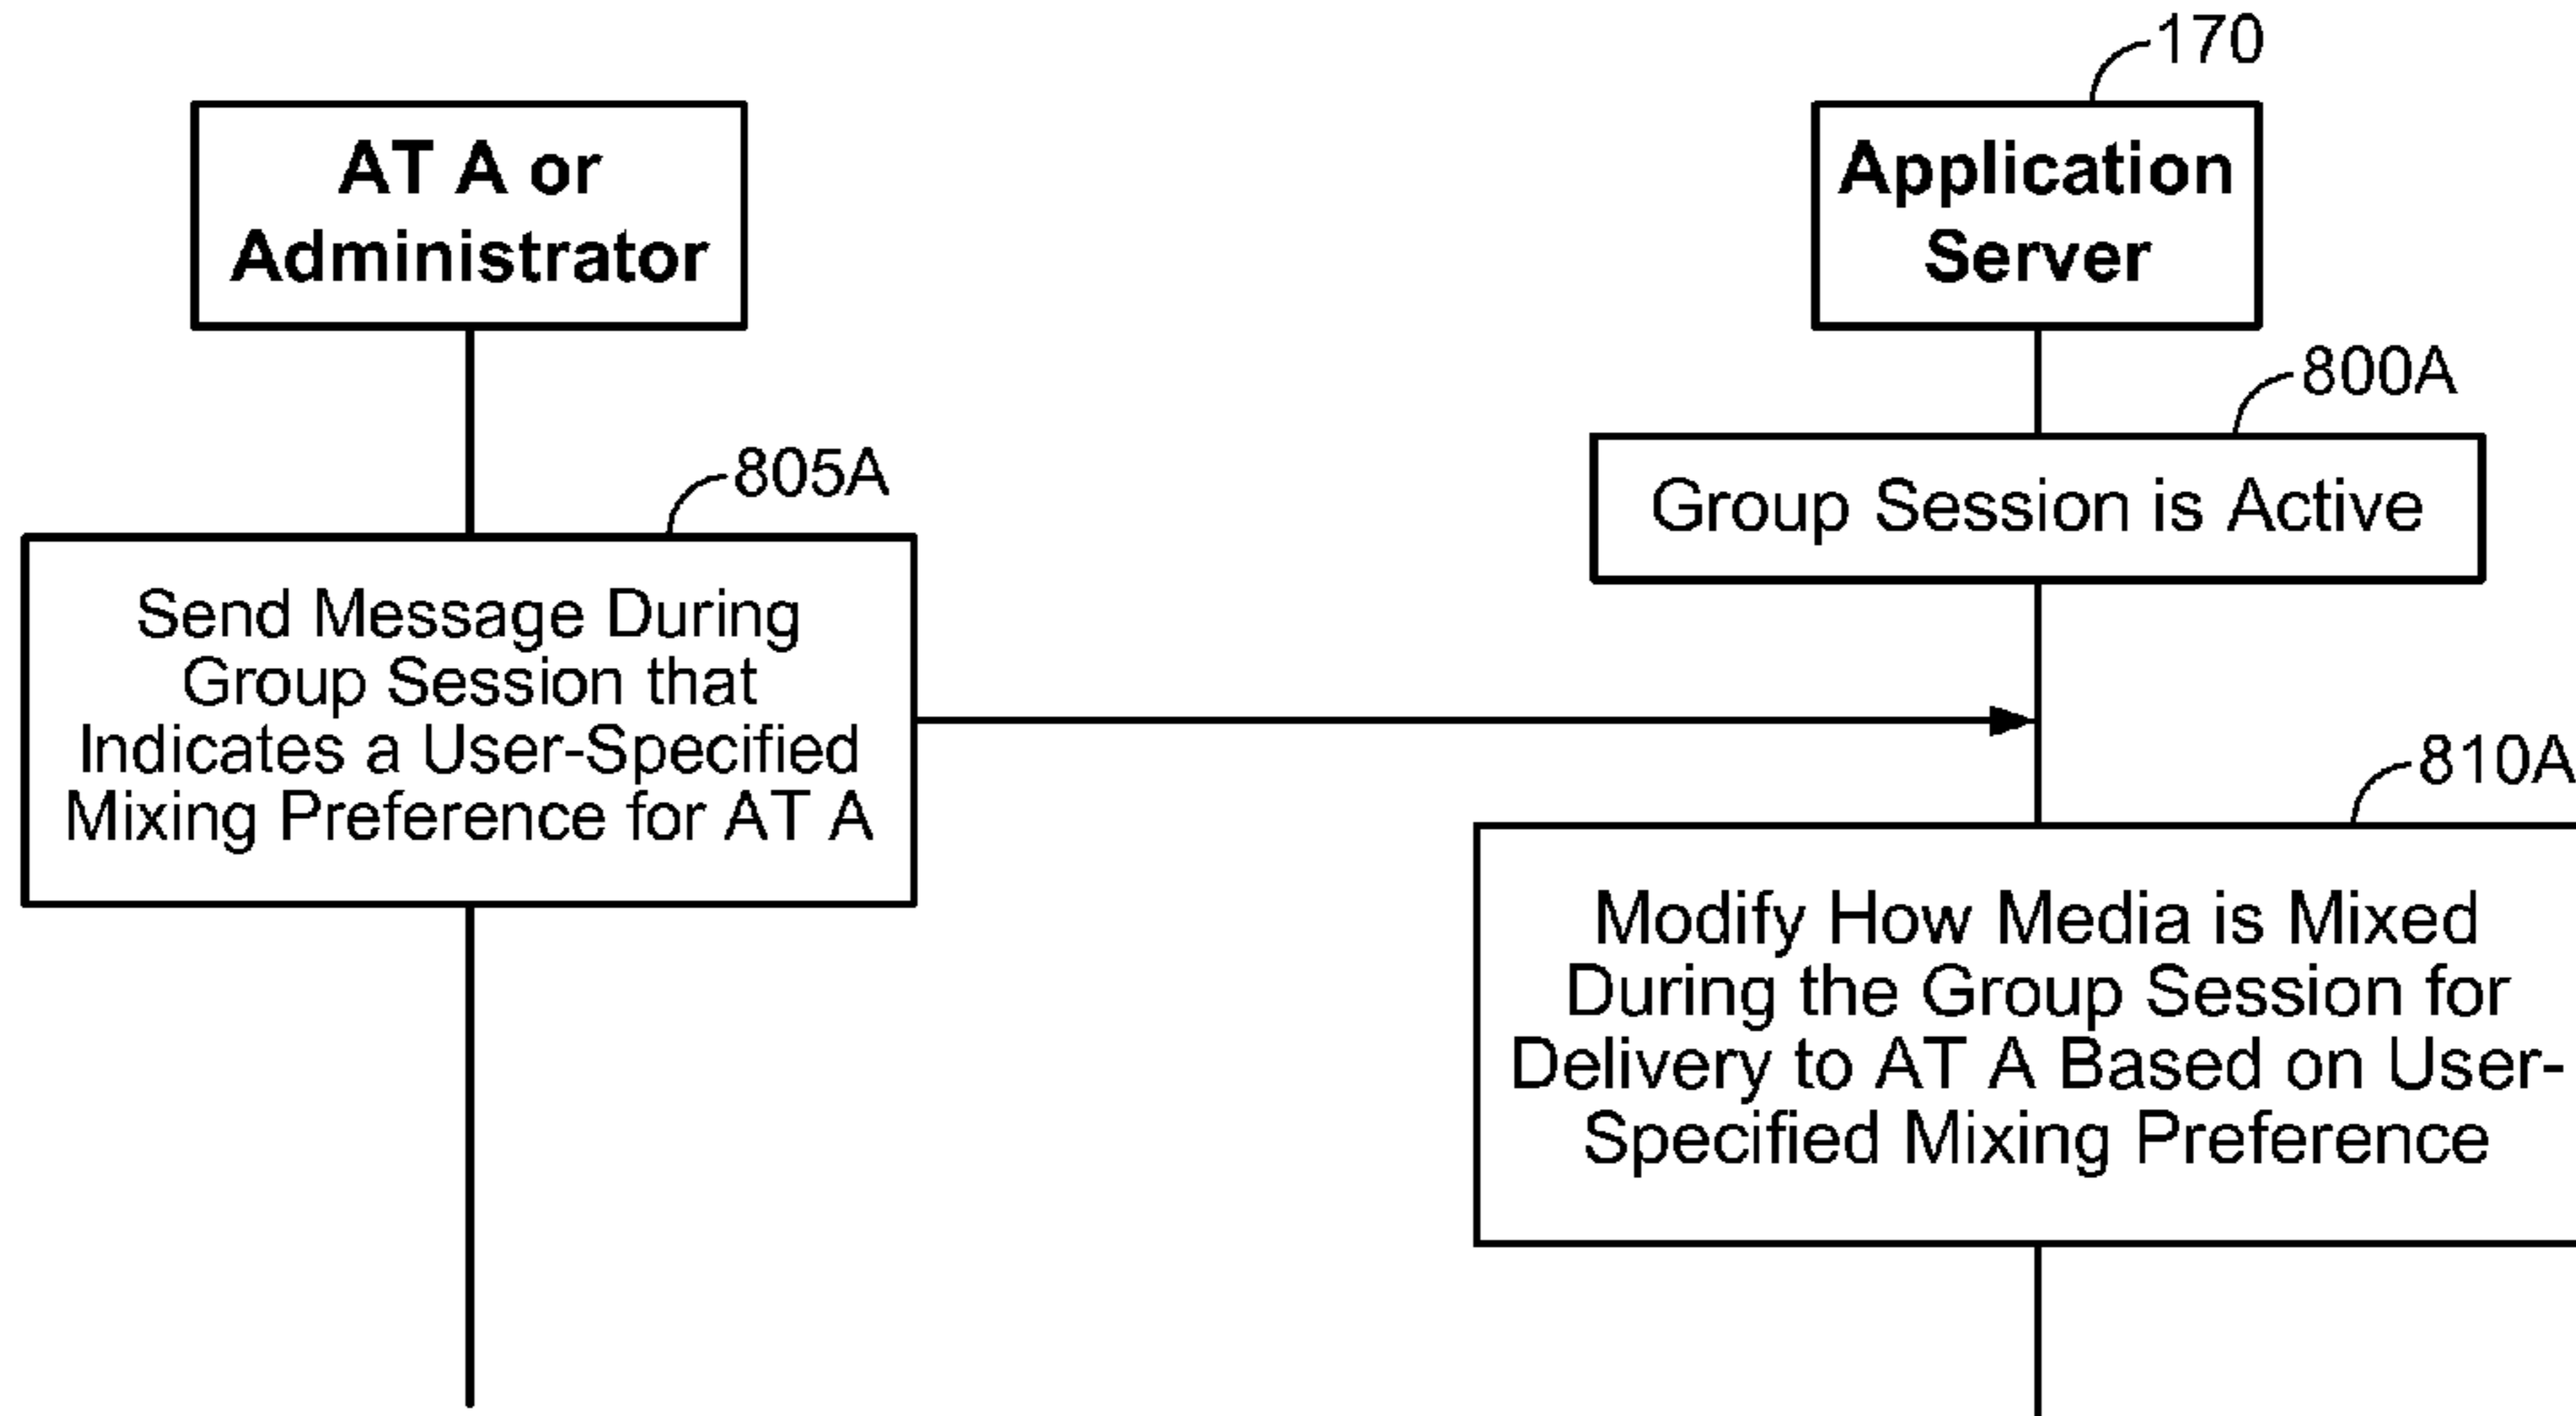 170
AT A or
Administrator
Application
Server
800A
Group Session is Active
805A
Send Message During
Group Session that
Indicates a User-Specified
Mixing Preference for AT A
810A
Modify How Media is Mixed
During the Group Session for
Delivery to AT A Based on User-
Specified Mixing Preference